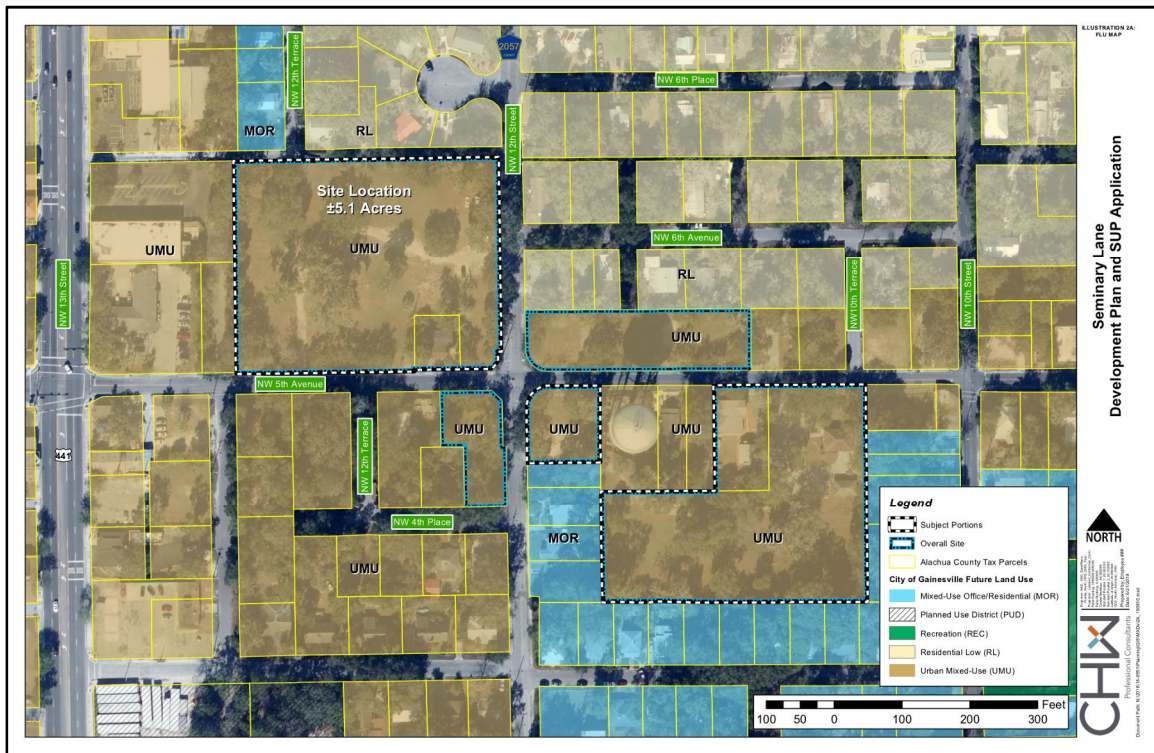 ILLUSTRATION 2A:
FLU MAP
2057
NW 12th Terrace
NW 6th Place
MOR
RL
NW 12th Street
Site Location
±5.1 Acres
UMU
UMU
NW 6th Avenue
RL
NW 13th Street
NW10th Terrace
NW 10th Street
UMU
NW 5th Avenue
UMU
UMU
UMU
441
NW 12th Terrace
NW 4th Place
MOR
UMU
UMU
Seminary Lane
Development Plan and SUP Application
Legend
Subject Portions
Overall Site
Alachua County Tax Parcels
City of Gainesville Future Land Use
Mixed-Use Office/Residential (MOR)
Planned Use District (PUD)
Recreation (REC)
Residential Low (RL)
Urban Mixed-Use (UMU)
Feet
100 50 0 100 200 300
NORTH
CHW
Professional Consultants